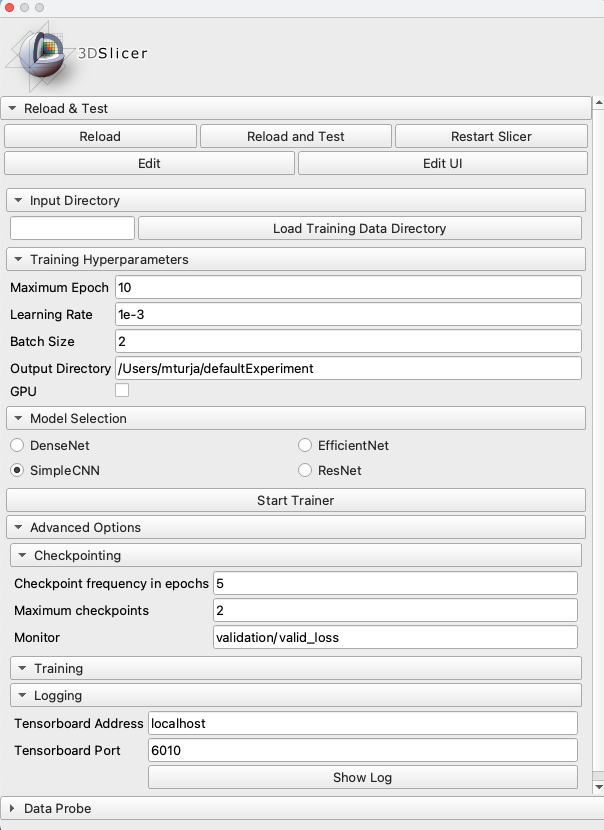 3DSlicer
Reload & Test
Reload Reload and Test Restart Slicer
Edit Edit UI
Input Directory
Load Training Data Directory
Training Hyperparameters
Maximum Epoch 10
Learning Rate 1e-3
Batch Size 2
Output Directory /Users/mturja/defaultExperiment
GPU
Model Selection
DenseNet EfficientNet
SimpleCNN ResNet
Start Trainer
Advanced Options
Checkpointing
Checkpoint frequency in epochs 5
Maximum checkpoints 2
Monitor validation/valid_loss
Training
Logging
Tensorboard Address localhost
Tensorboard Port 6010
Show Log
Data Probe